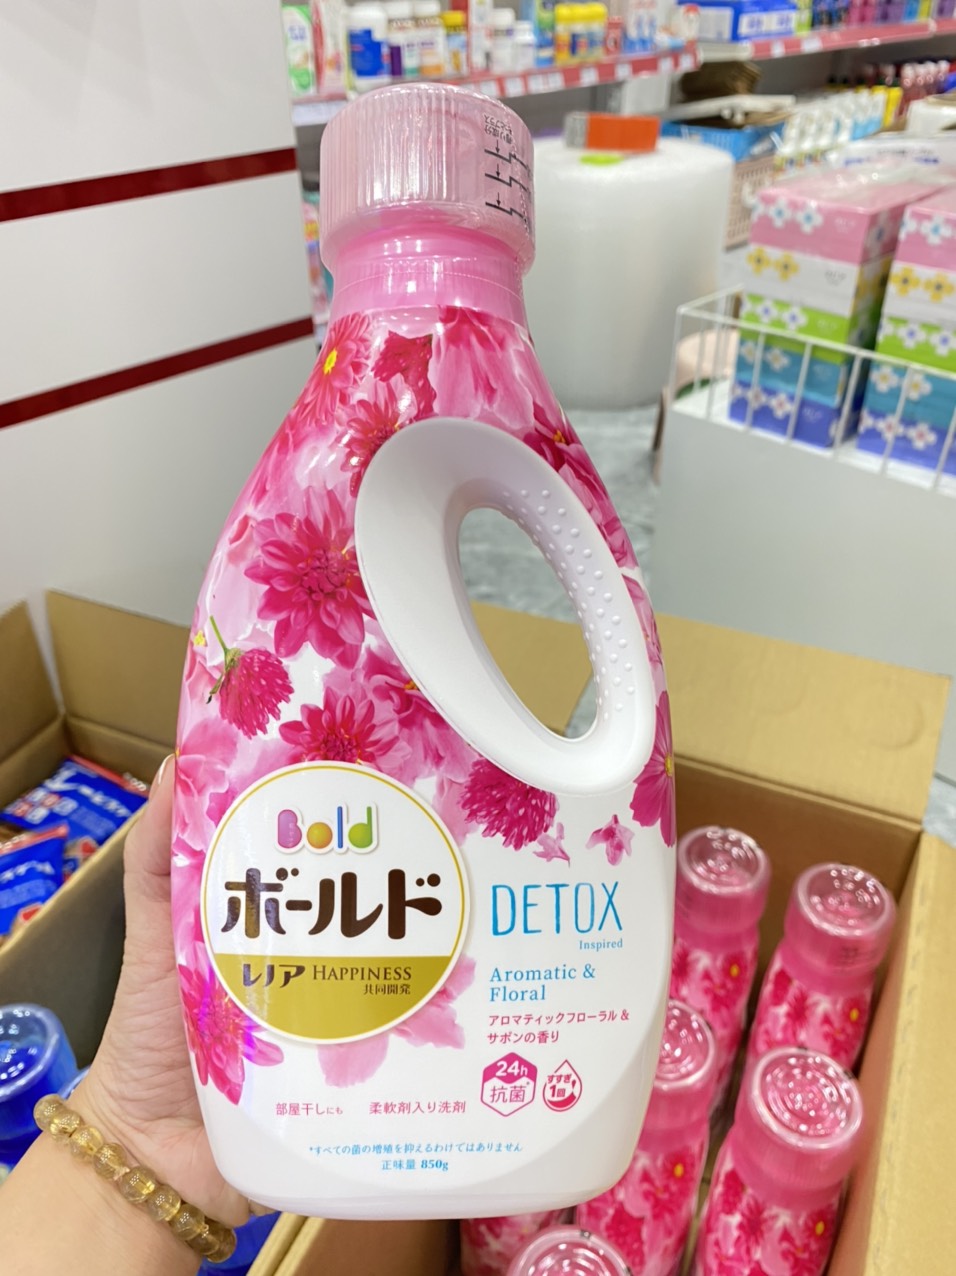 Bold
ボールド
レノア HAPPINESS
共同開発
DETOX
Inspired
Aromatic &
Floral
アロマティックフローラル &
サボンの香り
24h
抗菌*
すすぎ
1回
部屋干しにも 柔軟剤入り洗剤
*すべての菌の増殖を抑えるわけではありません
正味量 850g